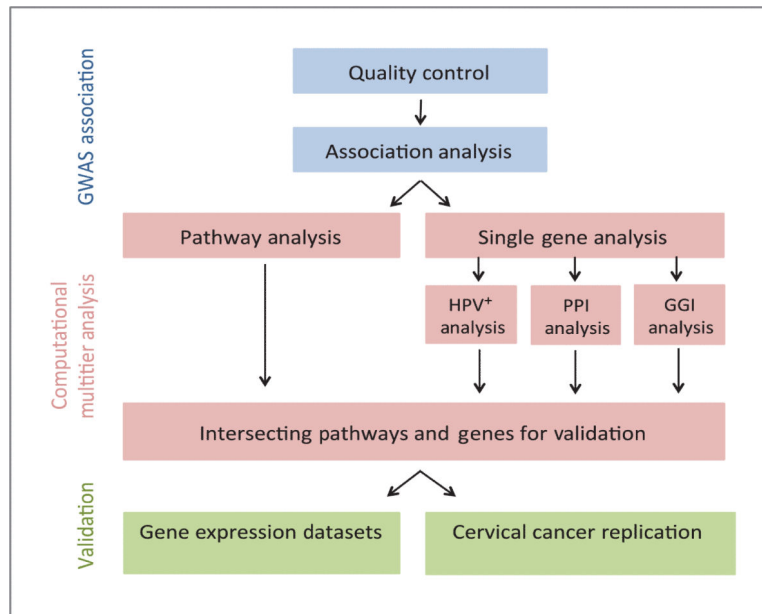 GWAS association
Quality control
Association analysis
Computational
multitier analysis
Pathway analysis
Single gene analysis
HPV⁺
analysis
PPI
analysis
GGI
analysis
Intersecting pathways and genes for validation
Validation
Gene expression datasets
Cervical cancer replication